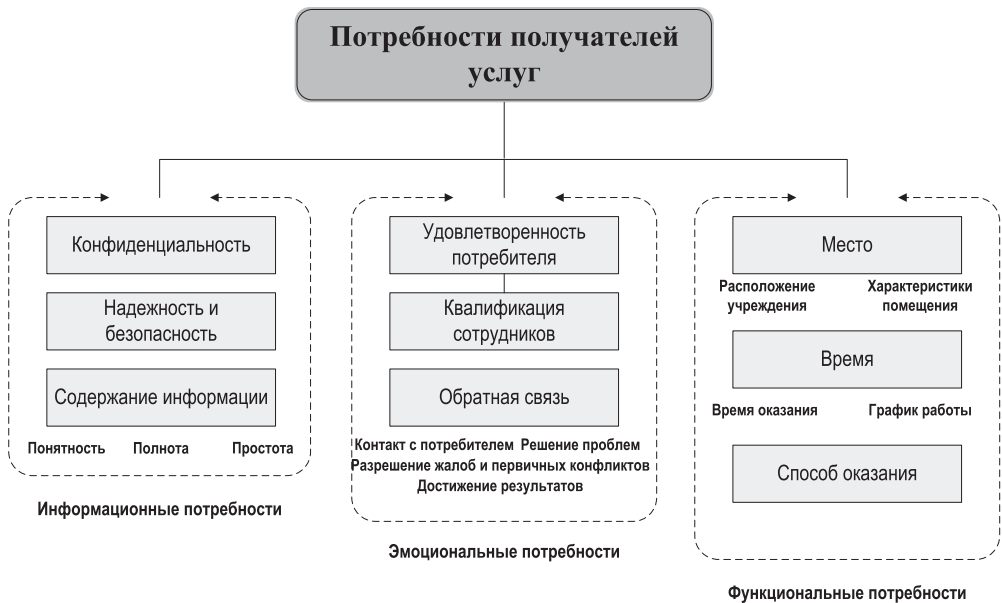 Потребности получателей
услуг
Конфиденциальность
Надежность и
безопасность
Содержание информации
Понятность Полнота Простота
Информационные потребности
Удовлетворенность
потребителя
Квалификация
сотрудников
Обратная связь
Контакт с потребителем Решение проблем
Разрешение жалоб и первичных конфликтов
Достижение результатов
Эмоциональные потребности
Место
Расположение
учреждения
Характеристики
помещения
Время
Время оказания График работы
Способ оказания
Функциональные потребности